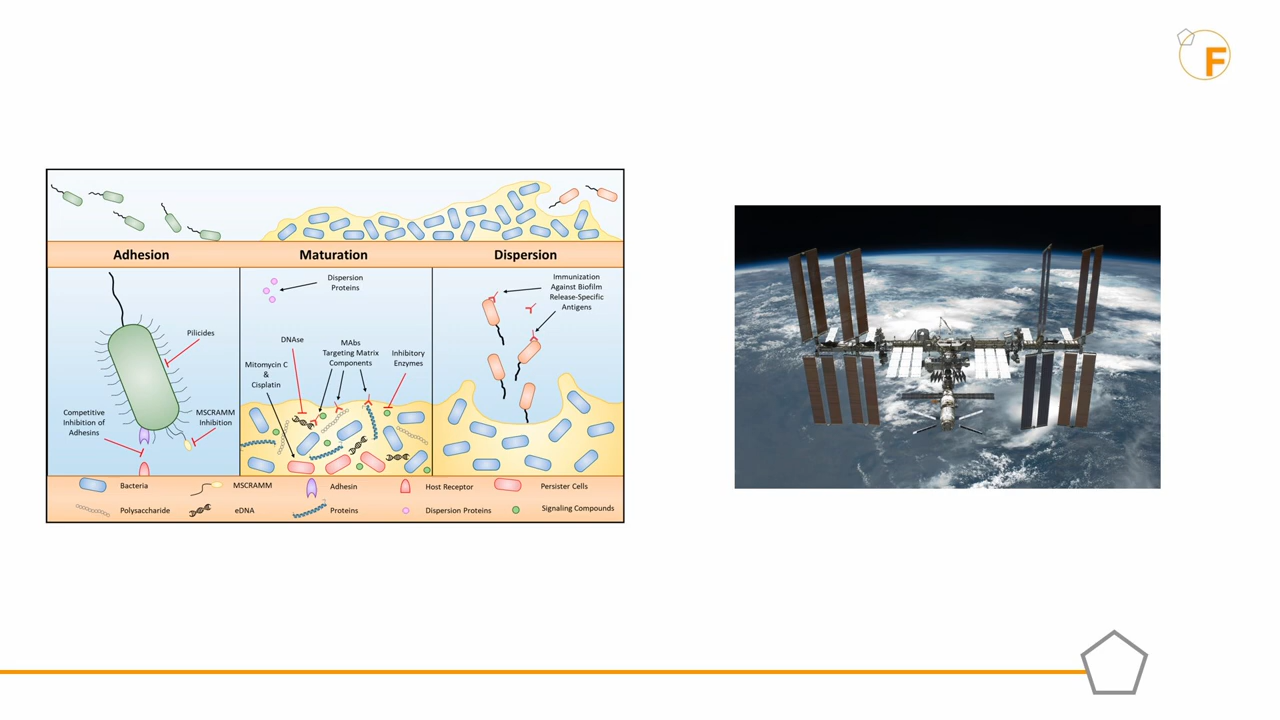 F
Adhesion
Maturation
Dispersion
Pilicides
Competitive
Inhibition of
Adhesins
MSCRAMM
Inhibition
Dispersion
Proteins
DNAse
MAbs
Targeting Matrix
Components
Inhibitory
Enzymes
Mitomycin C
&
Cisplatin
Immunization
Against Biofilm
Release-Specific
Antigens
Bacteria
MSCRAMM
Adhesin
Host Receptor
Persister Cells
Polysaccharide
eDNA
Proteins
Dispersion Proteins
Signaling Compounds